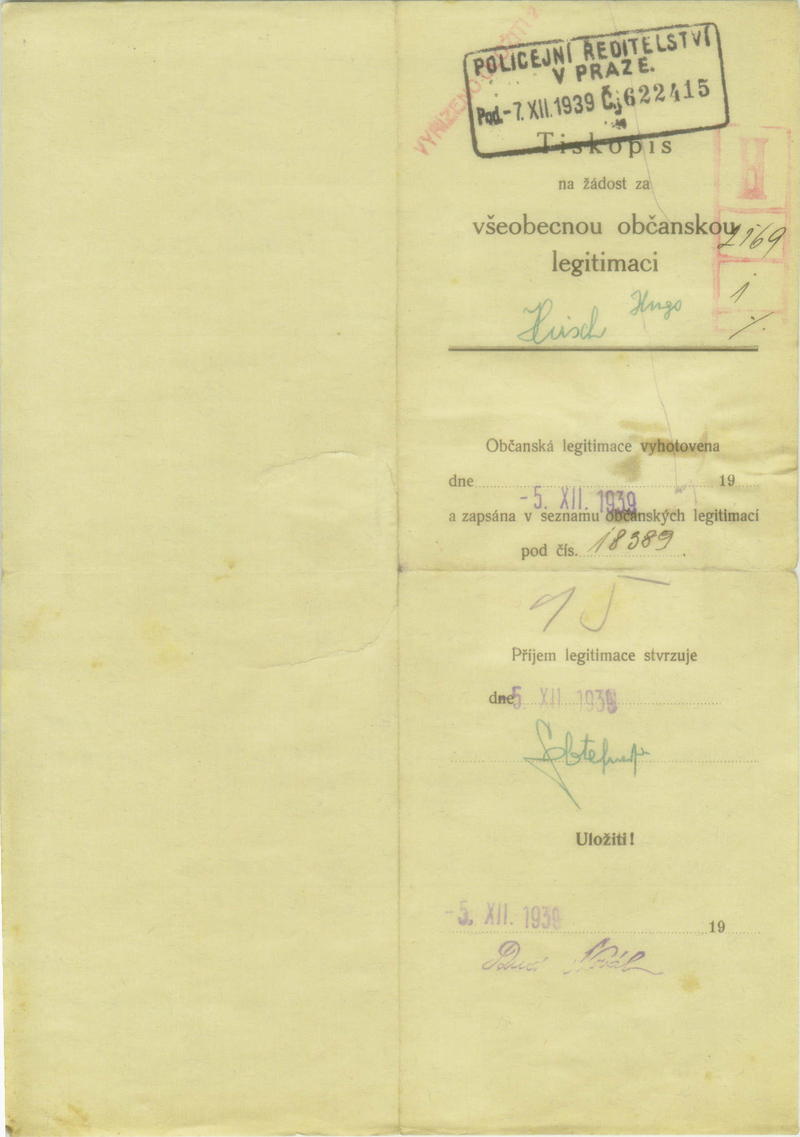 POLICEJNÍ ŘEDITELSTVÍ
V PRAZE.
Pod. -7. XII. 1939 Čj 622415
Tiskopis
na žádost za
všeobecnou občanskou
legitimaci
2169
1
Hugo
Občanská legitimace vyhotovena
dne 19
-5. XII. 1939
a zapsána v seznamu občanských legitimací
pod čís. 18389.
15
Příjem legitimace stvrzuje
dne 5 XII 1939
Uložiti!
-5. XII. 1939
19